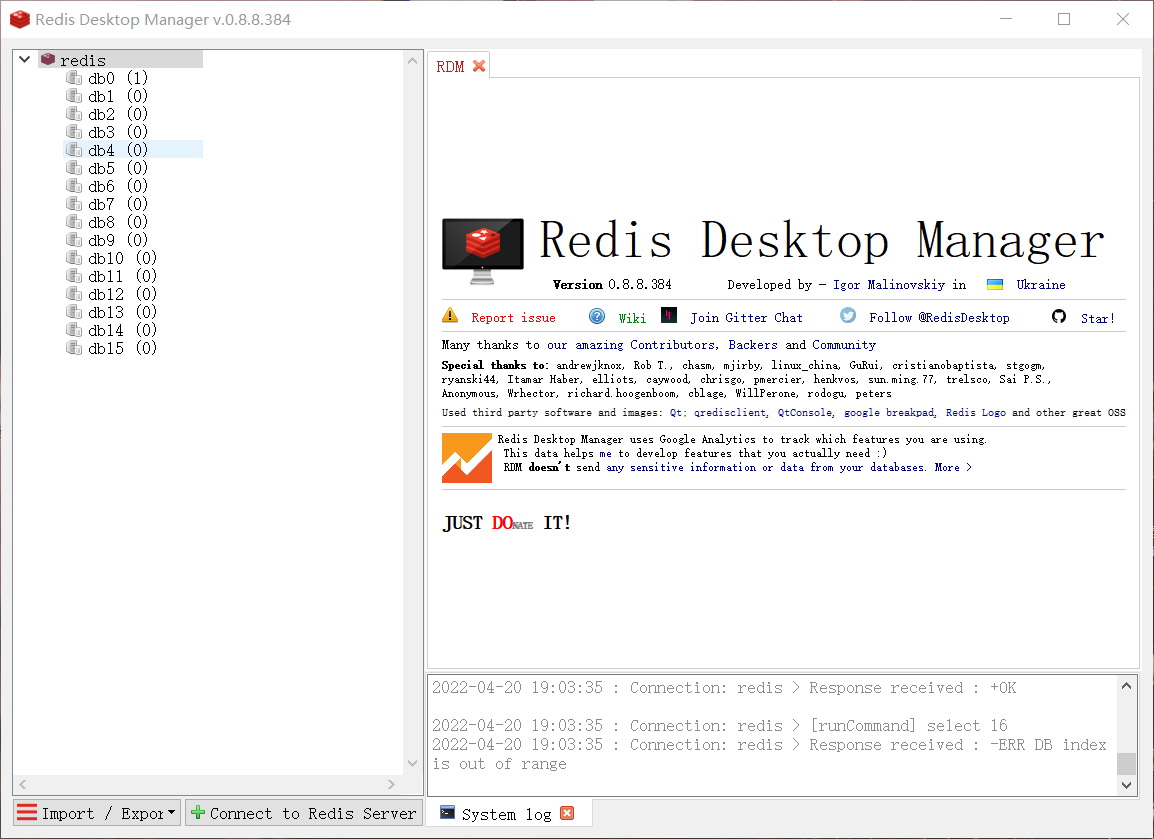 Redis Desktop Manager v.0.8.8.384
redis
db0 (1)
db1 (0)
db2 (0)
db3 (0)
db4 (0)
db5 (0)
db6 (0)
db7 (0)
db8 (0)
db9 (0)
db10 (0)
db11 (0)
db12 (0)
db13 (0)
db14 (0)
db15 (0)
Import / Expor
Connect to Redis Server
RDM
Redis Desktop Manager
Version 0.8.8.384 Developed by - Igor Malinovskiy in Ukraine
Report issue Wiki Join Gitter Chat Follow @RedisDesktop Star!
Many thanks to our amazing Contributors, Backers and Community
Special thanks to: andrewjknox, Rob T., chasm, mjirby, linux_china, GuRui, cristianobaptista, stgogm,
ryanski44, Itamar Haber, elliots, caywood, chrisgo, pmercier, henkvos, sun.ming.77, trelsco, Sai P.S.,
Anonymous, Wrhector, richard.hoogenboom, cblage, WillPerone, rodogu, peters
Used third party software and images: Qt; qredisclient, QtConsole, google breakpad, Redis Logo and other great OSS
Redis Desktop Manager uses Google Analytics to track which features you are using.
This data helps me to develop features that you actually need :)
RDM doesn't send any sensitive information or data from your databases. More >
JUST DONATE IT!
2022-04-20 19:03:35 : Connection: redis > Response received : +OK
2022-04-20 19:03:35 : Connection: redis > [runCommand] select 16
2022-04-20 19:03:35 : Connection: redis > Response received : -ERR DB index
is out of range
System log